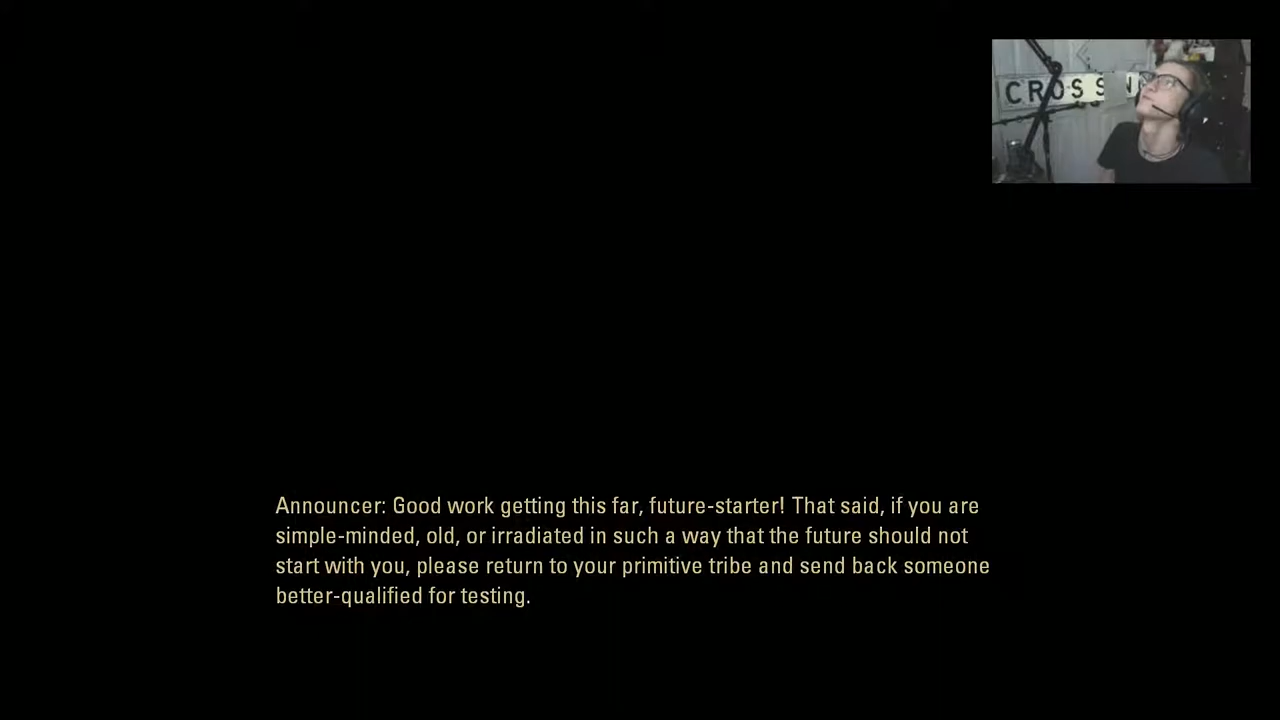 CROSS
Announcer: Good work getting this far, future-starter! That said, if you are
simple-minded, old, or irradiated in such a way that the future should not
start with you, please return to your primitive tribe and send back someone
better-qualified for testing.